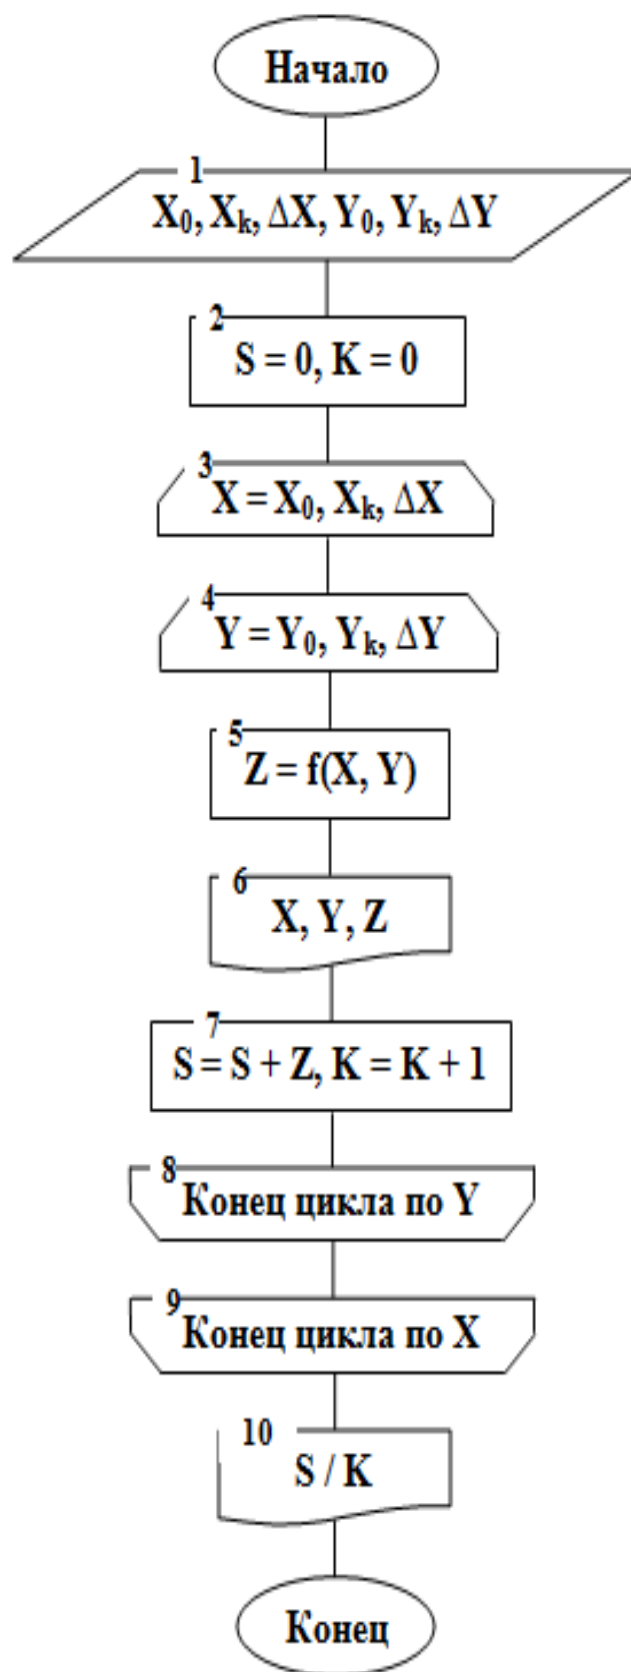 Начало
1
X₀, Xₖ, ΔX, Y₀, Yₖ, ΔY
2
S = 0, K = 0
3
X = X₀, Xₖ, ΔX
4
Y = Y₀, Yₖ, ΔY
5
Z = f(X, Y)
6
X, Y, Z
7
S = S + Z, K = K + 1
8
Конец цикла по Y
9
Конец цикла по X
10
S / K
Конец